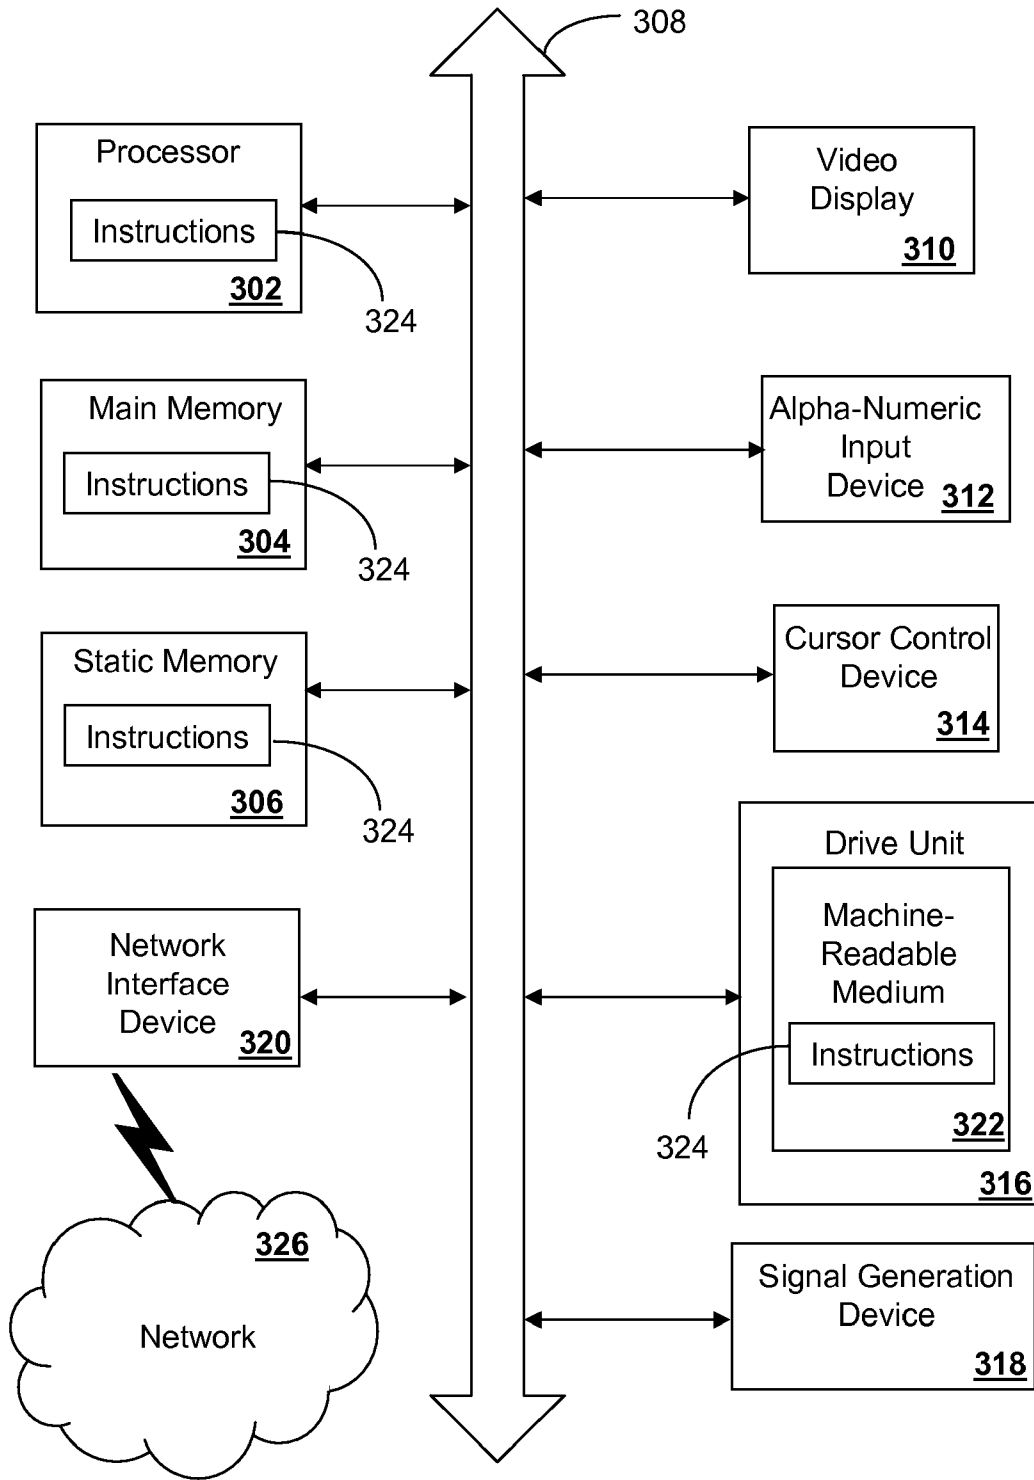 308
Processor
Instructions
302
324
Main Memory
Instructions
304
324
Static Memory
Instructions
306
324
Network
Interface
Device
320
326
Network
Video
Display
310
Alpha-Numeric
Input
Device
312
Cursor Control
Device
314
Drive Unit
Machine-
Readable
Medium
Instructions
324
322
316
Signal Generation
Device
318